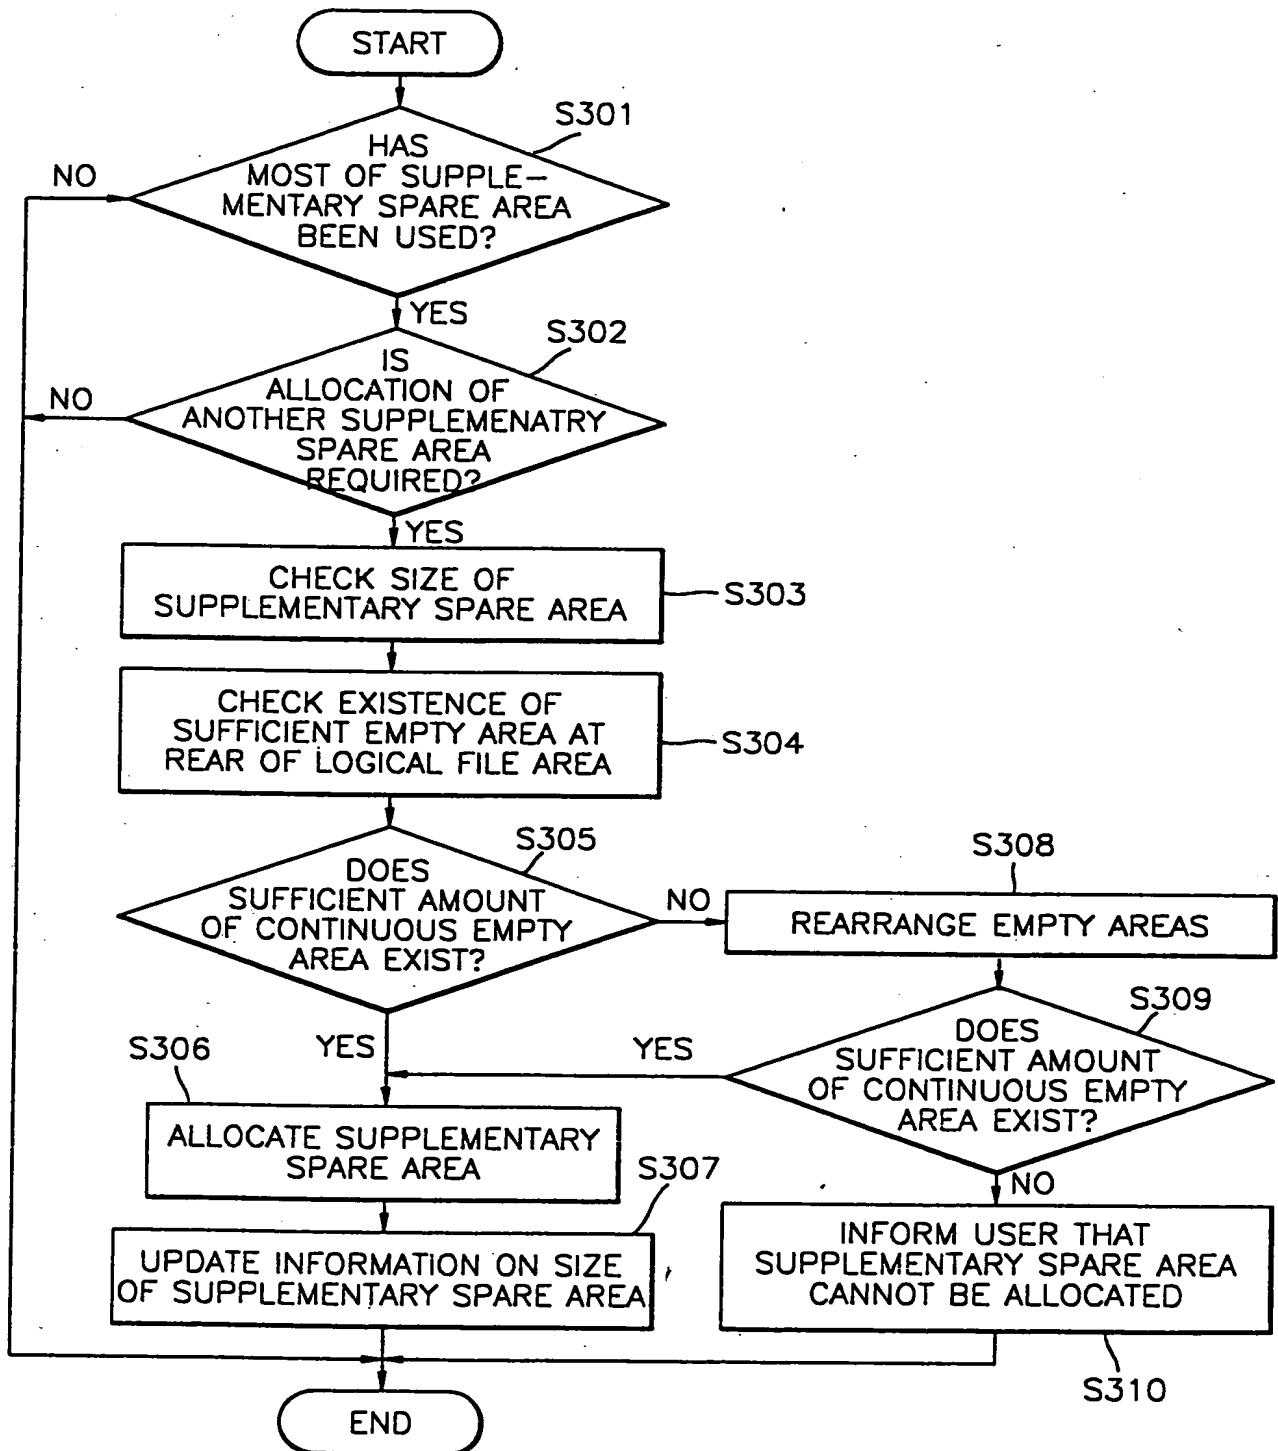 START
S301
HAS
MOST OF SUPPLE-
MENTARY SPARE AREA
BEEN USED?
NO
YES
S302
IS
ALLOCATION OF
ANOTHER SUPPLEMENATRY
SPARE AREA
REQUIRED?
NO
YES
CHECK SIZE OF
SUPPLEMENTARY SPARE AREA
S303
CHECK EXISTENCE OF
SUFFICIENT EMPTY AREA AT
REAR OF LOGICAL FILE AREA
S304
S305
DOES
SUFFICIENT AMOUNT
OF CONTINUOUS EMPTY
AREA EXIST?
NO
YES
S308
REARRANGE EMPTY AREAS
S309
DOES
SUFFICIENT AMOUNT
OF CONTINUOUS EMPTY
AREA EXIST?
YES
NO
S306
ALLOCATE SUPPLEMENTARY
SPARE AREA
S307
UPDATE INFORMATION ON SIZE
OF SUPPLEMENTARY SPARE AREA
INFORM USER THAT
SUPPLEMENTARY SPARE AREA
CANNOT BE ALLOCATED
S310
END